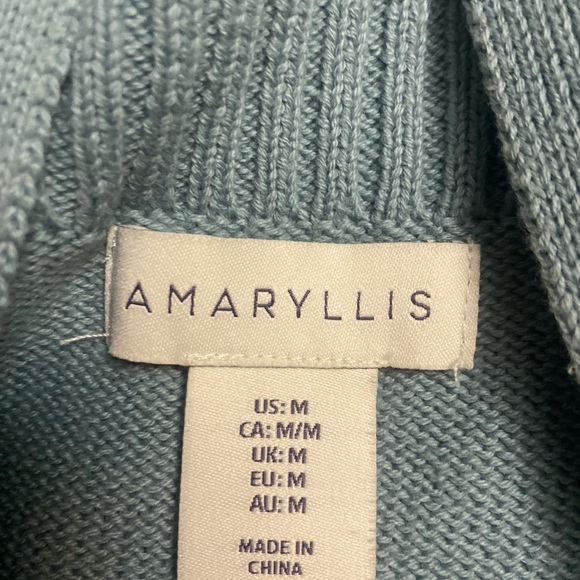 AMARYLLIS
US: M
CA: M/M
UK: M
EU: M
AU: M
MADE IN
CHINA